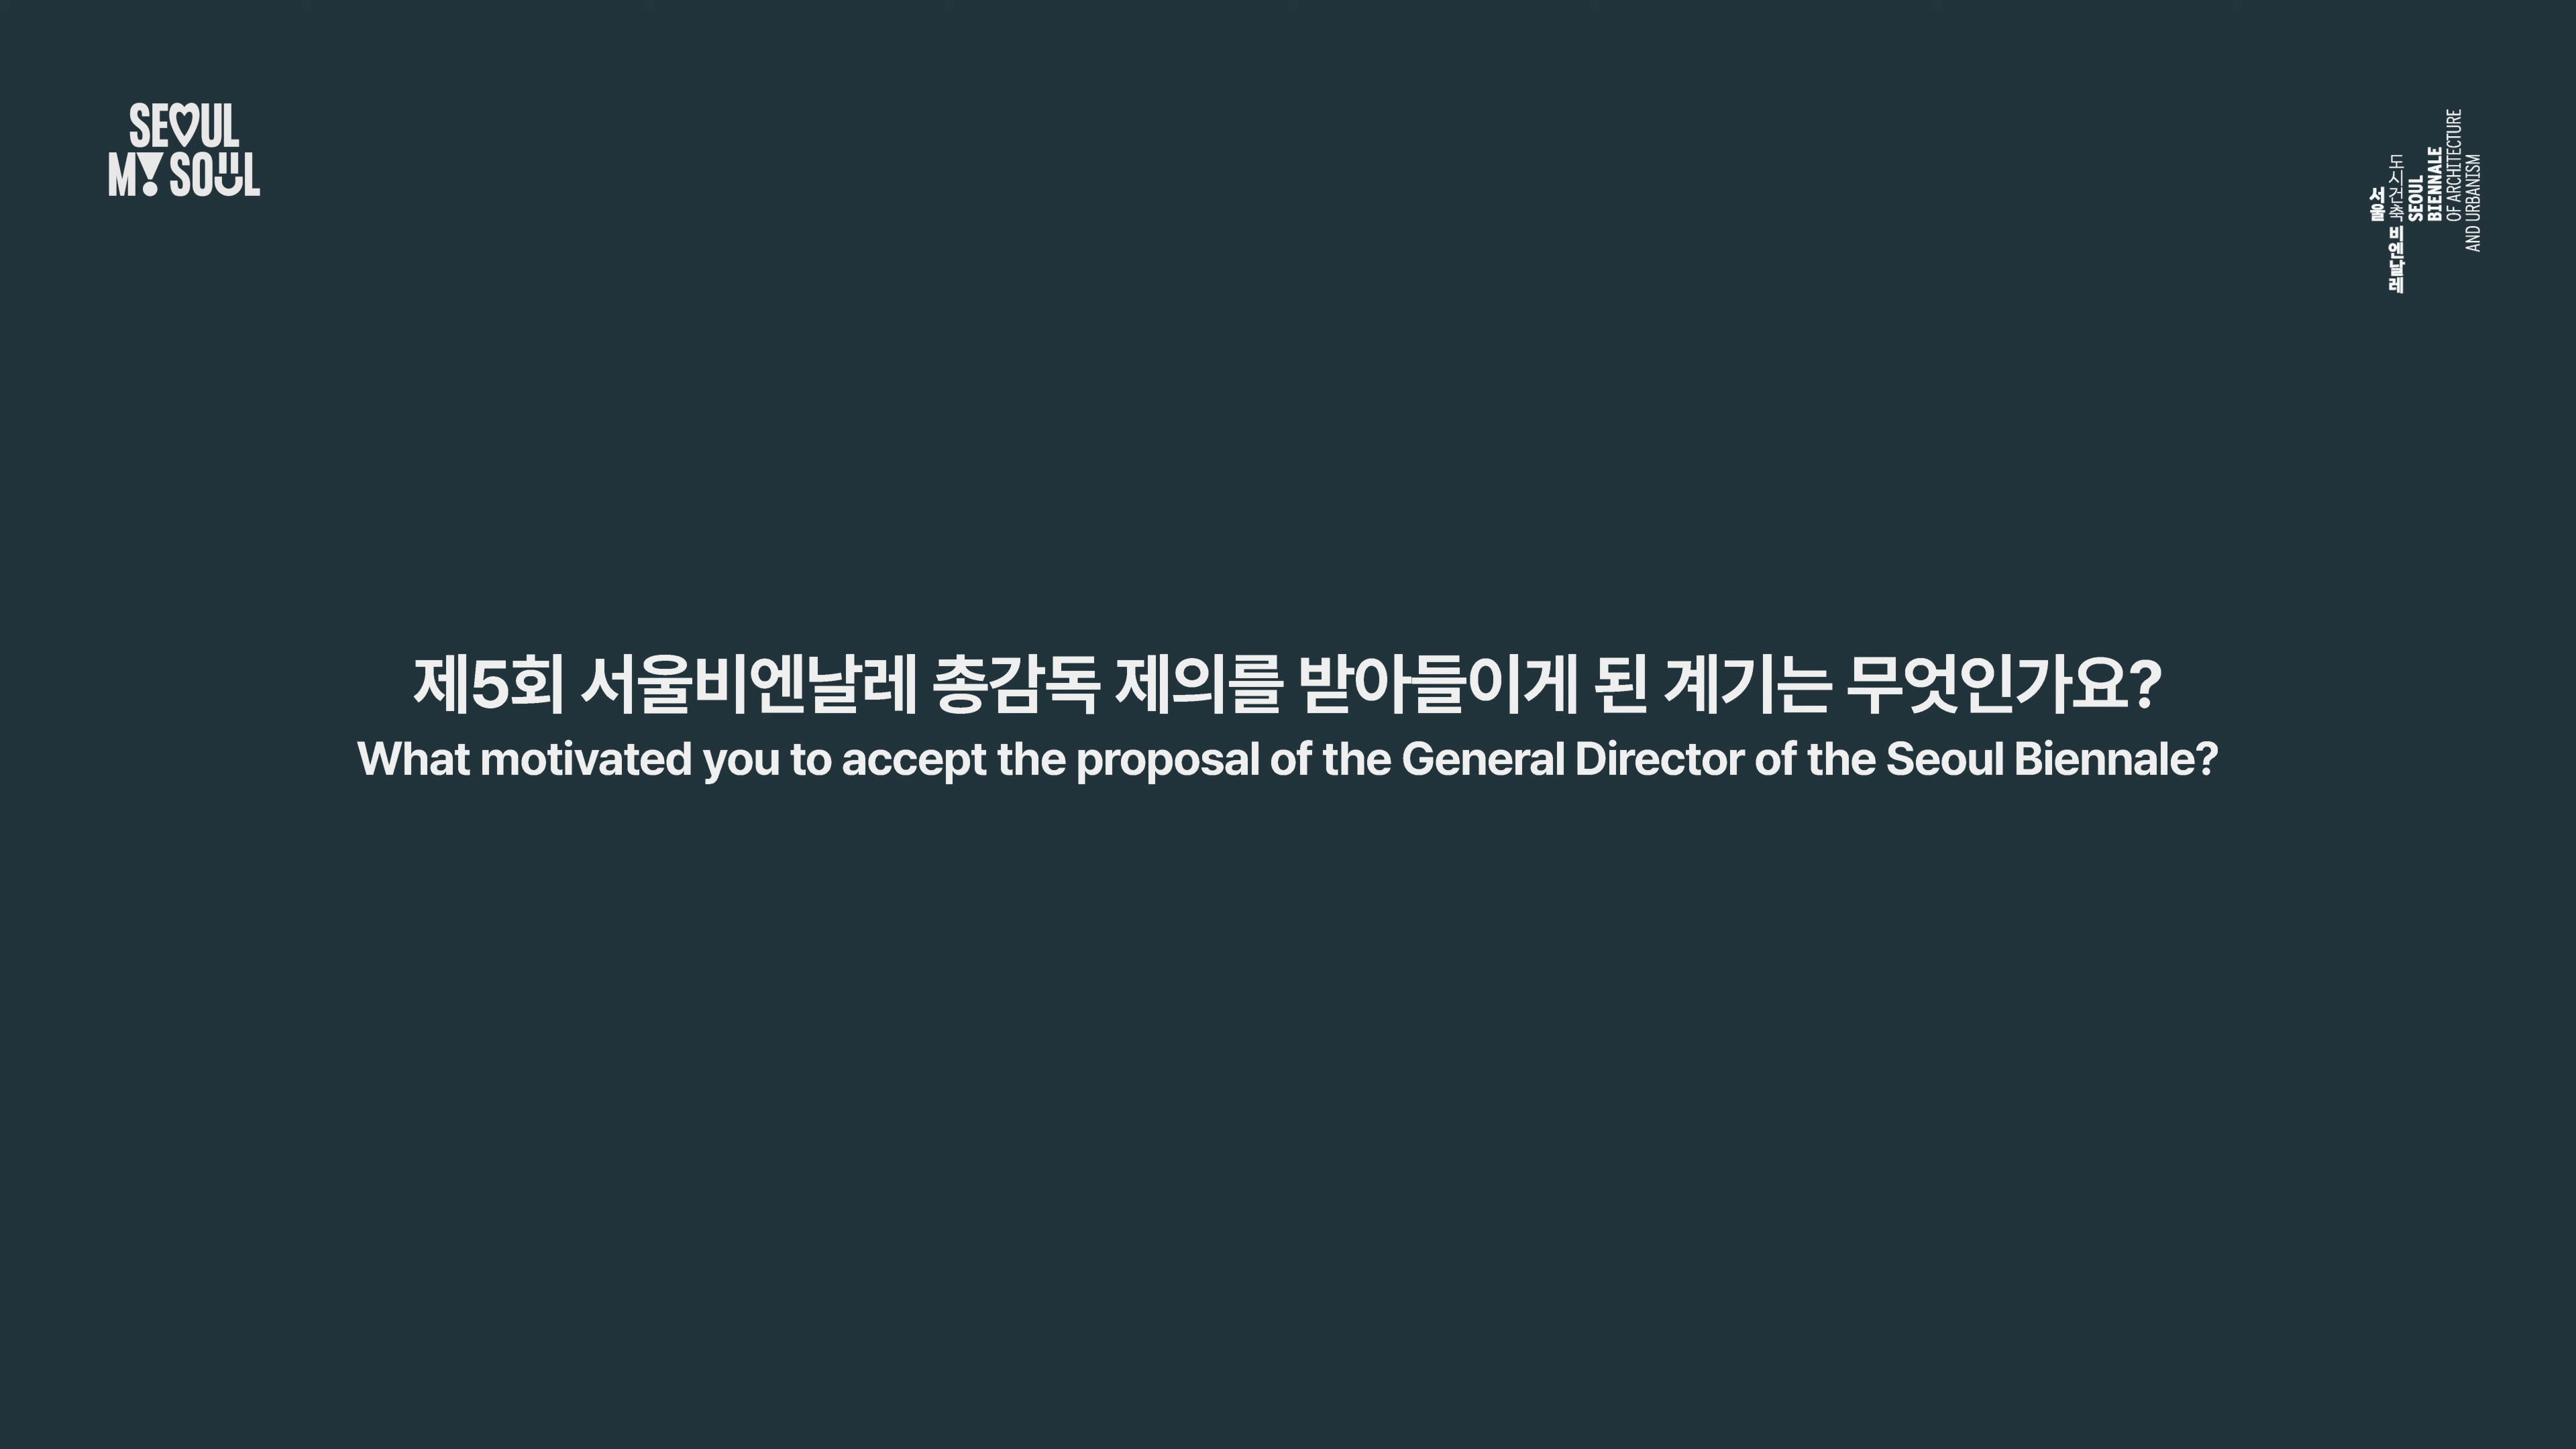 SEOUL
MY SOUL
서울
도시건축비엔날레
SEOUL
BIENNALE
OF ARCHITECTURE
AND URBANISM
제5회 서울비엔날레 총감독 제의를 받아들이게 된 계기는 무엇인가요?
What motivated you to accept the proposal of the General Director of the Seoul Biennale?